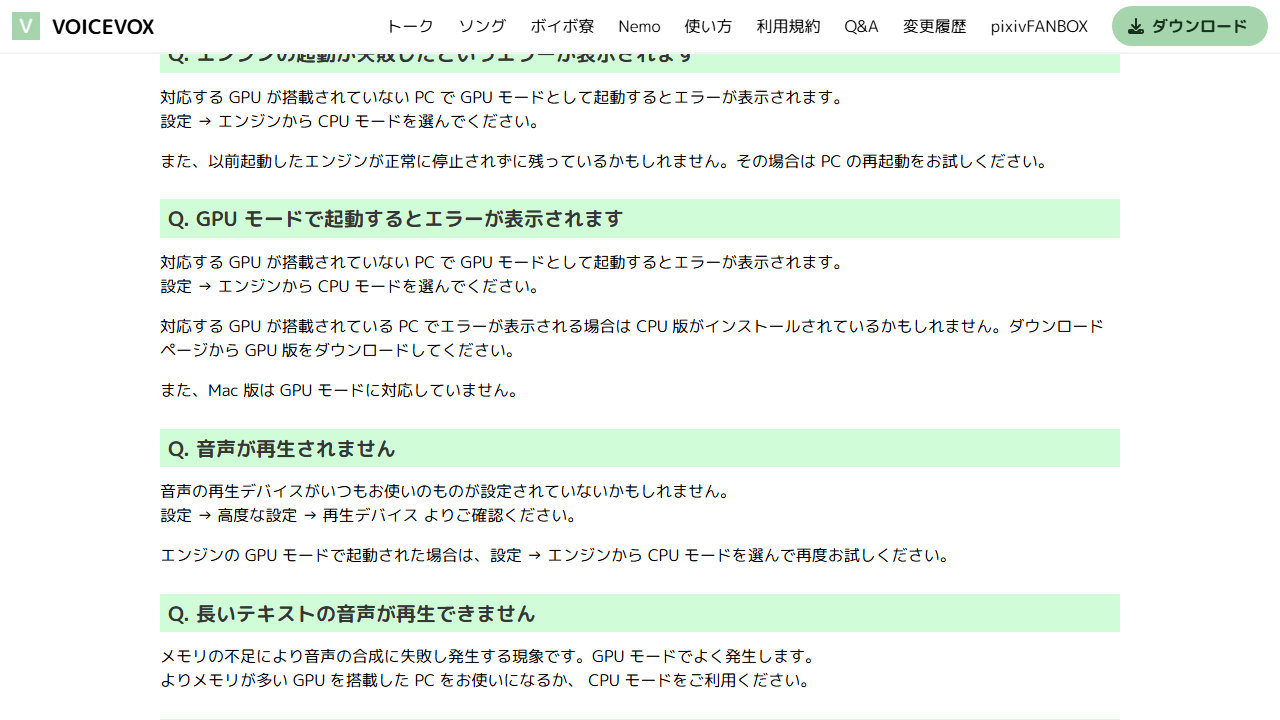 VOICEVOX
トーク ソング ボイボ寮 Nemo 使い方 利用規約 Q&A 変更履歴 pixivFANBOX ダウンロード
Q. エンジンの起動が失敗したというエラーが表示されます
対応する GPU が搭載されていない PC で GPU モードとして起動するとエラーが表示されます。
設定 → エンジンから CPU モードを選んでください。
また、以前起動したエンジンが正常に停止されずに残っているかもしれません。その場合は PC の再起動をお試しください。
Q. GPU モードで起動するとエラーが表示されます
対応する GPU が搭載されていない PC で GPU モードとして起動するとエラーが表示されます。
設定 → エンジンから CPU モードを選んでください。
対応する GPU が搭載されている PC でエラーが表示される場合は CPU 版がインストールされているかもしれません。ダウンロード
ページから GPU 版をダウンロードしてください。
また、Mac 版は GPU モードに対応していません。
Q. 音声が再生されません
音声の再生デバイスがいつもお使いのものが設定されていないかもしれません。
設定 → 高度な設定 → 再生デバイス よりご確認ください。
エンジンの GPU モードで起動された場合は、設定 → エンジンから CPU モードを選んで再度お試しください。
Q. 長いテキストの音声が再生できません
メモリの不足により音声の合成に失敗し発生する現象です。GPU モードでよく発生します。
よりメモリが多い GPU を搭載した PC をお使いになるか、 CPU モードをご利用ください。